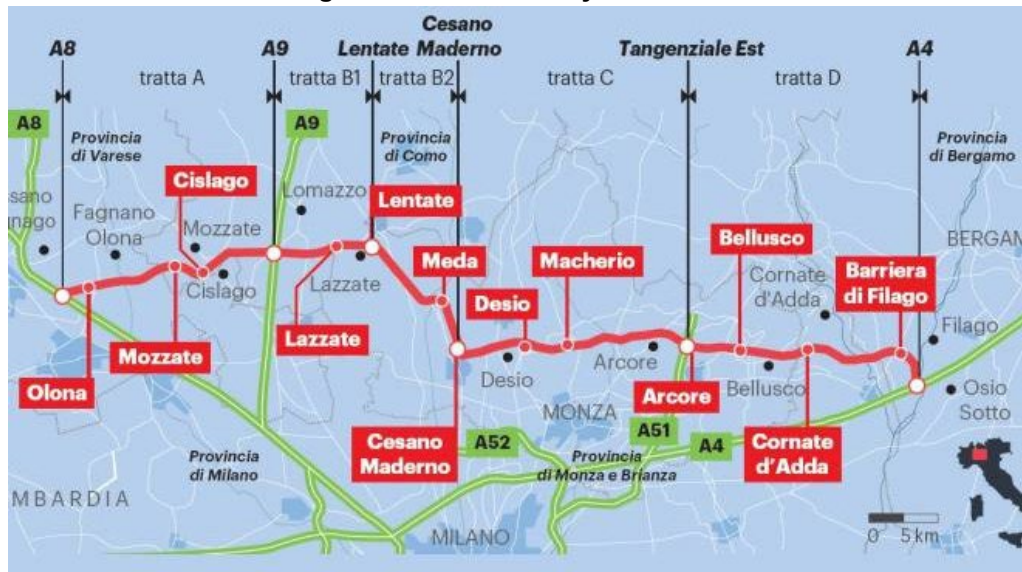 Cesano
A8
A9
Lentate Maderno
Tangenziale Est
A4
tratta A
tratta B1
tratta B2
tratta C
tratta D
A8
A9
Provincia
di Varese
Provincia
di Como
Provincia
di Bergamo
Cislago
Lomazzo
Lentate
Fagnano
Olona
Mozzate
Bellusco
Meda
Macherio
Cornate
d'Adda
Barriera
di Filago
Cislago
Lazzate
Desio
Filago
Mozzate
Lazzate
Olona
Desio
Arcore
Arcore
Bellusco
Osio
Sotto
MONZA
Cesano
Maderno
A52
A51
A4
Cornate
d'Adda
Provincia
di Milano
Provincia
di Monza e Brianza
MILANO
0 5 km